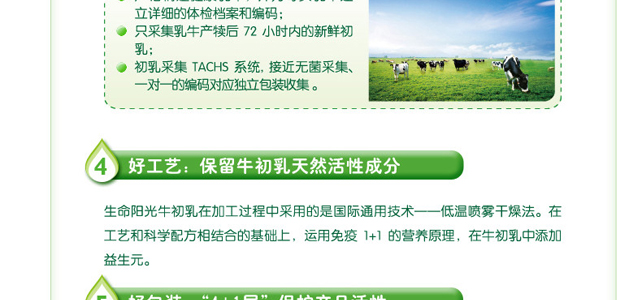 立详细的体检档案和编码；
只采集乳牛产犊后 72 小时内的新鲜初
乳；
初乳采集 TACHS 系统，接近无菌采集、
一对一的编码对应独立包装收集 。
4 好工艺：保留牛初乳天然活性成分
生命阳光牛初乳在加工过程中采用的是国际通用技术——低温喷雾干燥法。在
工艺和科学配方相结合的基础上，运用免疫 1+1 的营养原理，在牛初乳中添加
益生元。